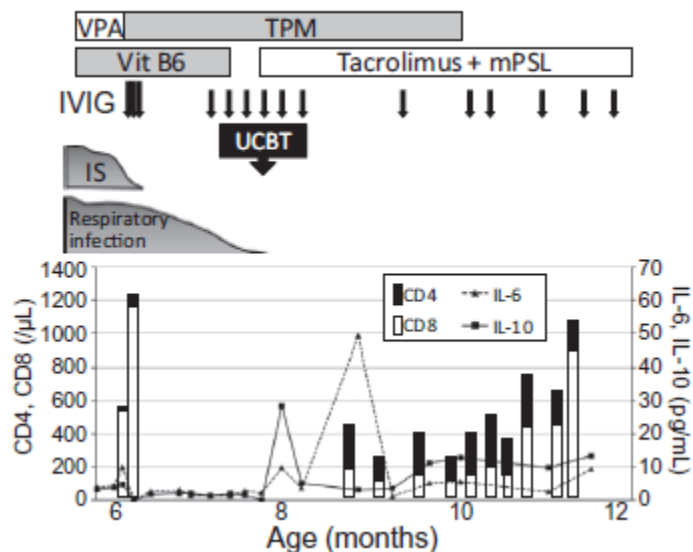 VPA TPM
Vit B6 Tacrolimus + mPSL
IVIG
UCBT
IS
Respiratory
infection
1400 70
1200 60
1000 50
800 40
600 30
400 20
200 10
0 0
CD4, CD8 (/μL)
IL-6, IL-10 (pg/mL)
CD4 IL-6
CD8 IL-10
6 8 10 12
Age (months)